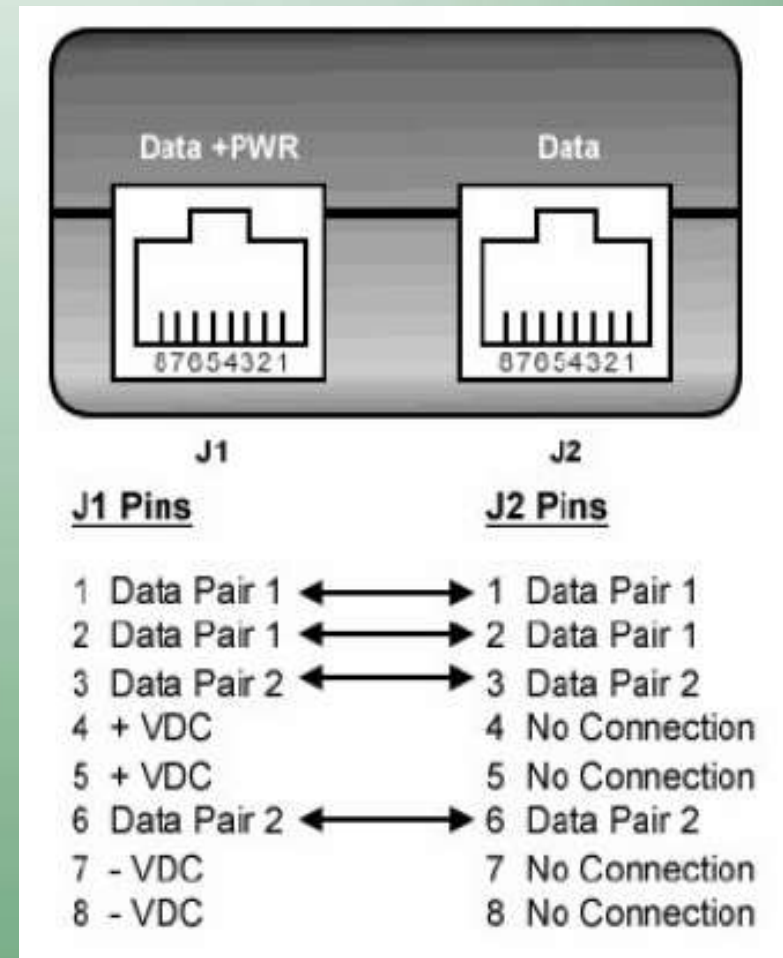 Data +PWR Data
87654321 87654321
J1 J2
J1 Pins J2 Pins
1 Data Pair 1 1 Data Pair 1
2 Data Pair 1 2 Data Pair 1
3 Data Pair 2 3 Data Pair 2
4 + VDC 4 No Connection
5 + VDC 5 No Connection
6 Data Pair 2 6 Data Pair 2
7 - VDC 7 No Connection
8 - VDC 8 No Connection